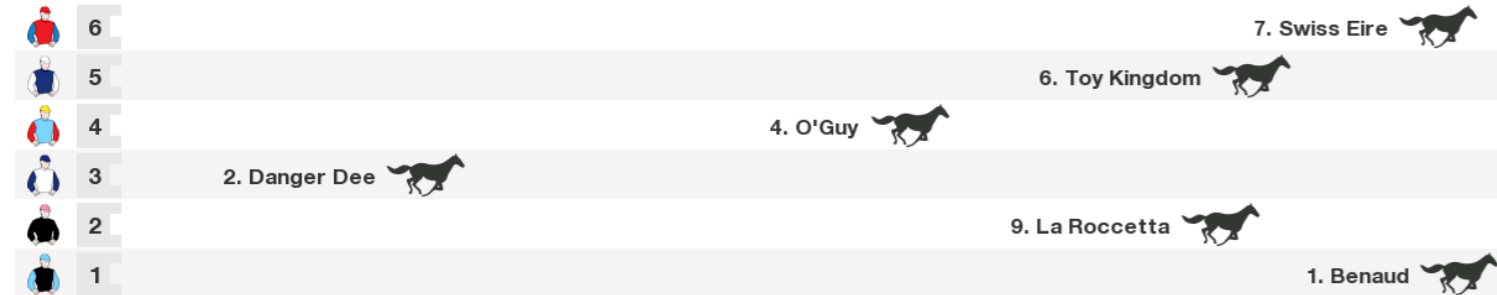 6 7. Swiss Eire
5 6. Toy Kingdom
4 4. O'Guy
3 2. Danger Dee
2 9. La Roccetta
1 1. Benaud